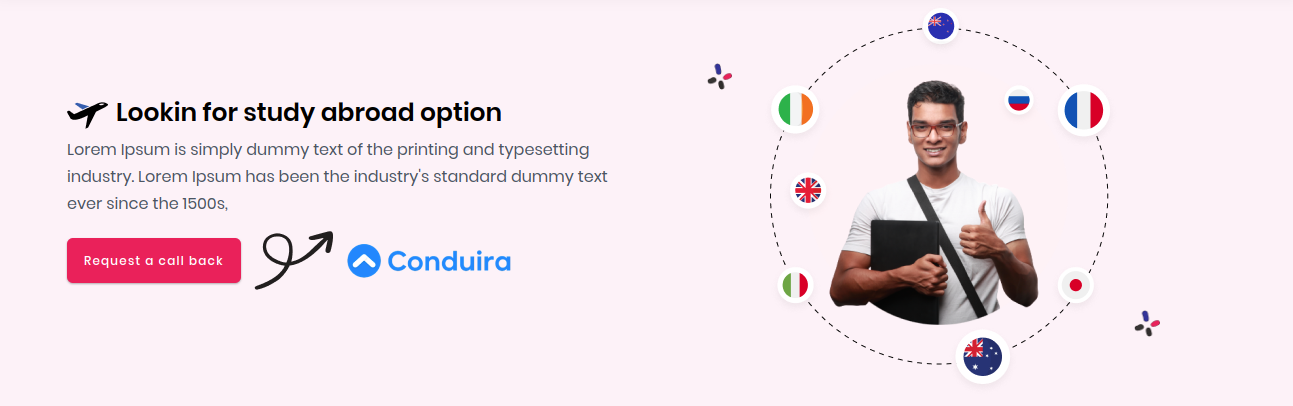 Lookin for study abroad option
Lorem Ipsum is simply dummy text of the printing and typesetting
industry. Lorem Ipsum has been the industry's standard dummy text
ever since the 1500s,
Request a call back
Conduira